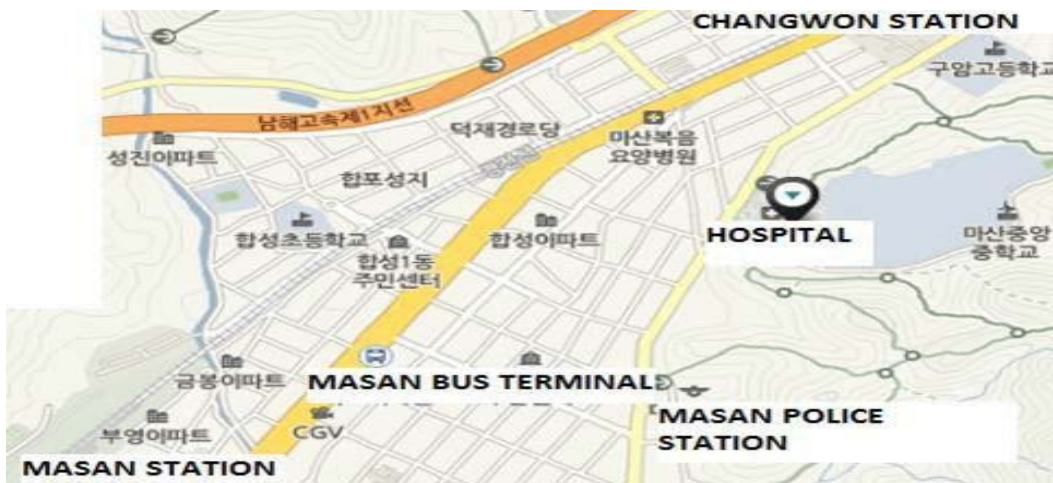 CHANGWON STATION
구암고등학교
남해고속제1지선
덕재경로당
마산복음
요양병원
성진아파트
합포성지
HOSPITAL
합성초등학교
합성1동
주민센터
합성아파트
마산중앙
중학교
금봉아파트
MASAN BUS TERMINAL
MASAN POLICE
STATION
CGV
부영아파트
MASAN STATION